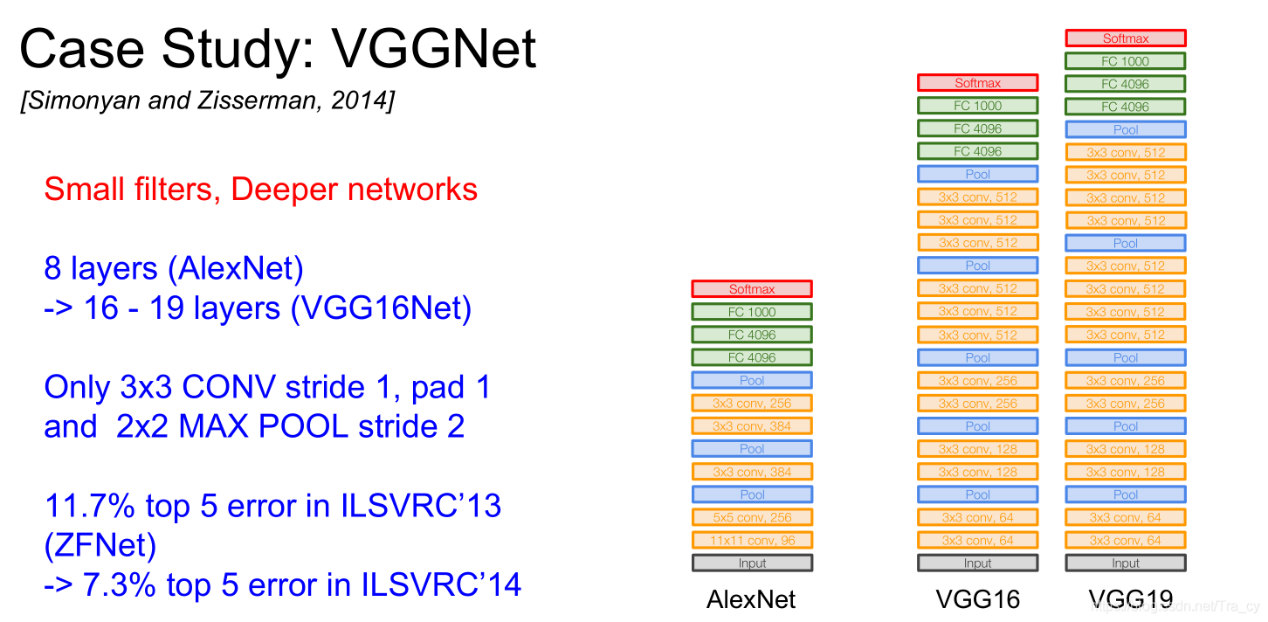 Case Study: VGGNet
[Simonyan and Zisserman, 2014]
Small filters, Deeper networks
8 layers (AlexNet)
-> 16 - 19 layers (VGG16Net)
Only 3x3 CONV stride 1, pad 1
and 2x2 MAX POOL stride 2
11.7% top 5 error in ILSVRC’13
(ZFNet)
-> 7.3% top 5 error in ILSVRC’14
Softmax
FC 1000
FC 4096
FC 4096
Pool
3x3 conv, 256
3x3 conv, 384
Pool
3x3 conv, 384
Pool
5x5 conv, 256
11x11 conv, 96
Input
AlexNet
Softmax
FC 1000
FC 4096
FC 4096
Pool
3x3 conv, 512
3x3 conv, 512
3x3 conv, 512
Pool
3x3 conv, 512
3x3 conv, 512
3x3 conv, 512
Pool
3x3 conv, 256
3x3 conv, 256
Pool
3x3 conv, 128
3x3 conv, 128
Pool
3x3 conv, 64
3x3 conv, 64
Input
VGG16
Softmax
FC 1000
FC 4096
FC 4096
Pool
3x3 conv, 512
3x3 conv, 512
3x3 conv, 512
3x3 conv, 512
Pool
3x3 conv, 512
3x3 conv, 512
3x3 conv, 512
3x3 conv, 512
Pool
3x3 conv, 256
3x3 conv, 256
Pool
3x3 conv, 128
3x3 conv, 128
Pool
3x3 conv, 64
3x3 conv, 64
Input
VGG19
https://blog.csdn.net/Tra_cy